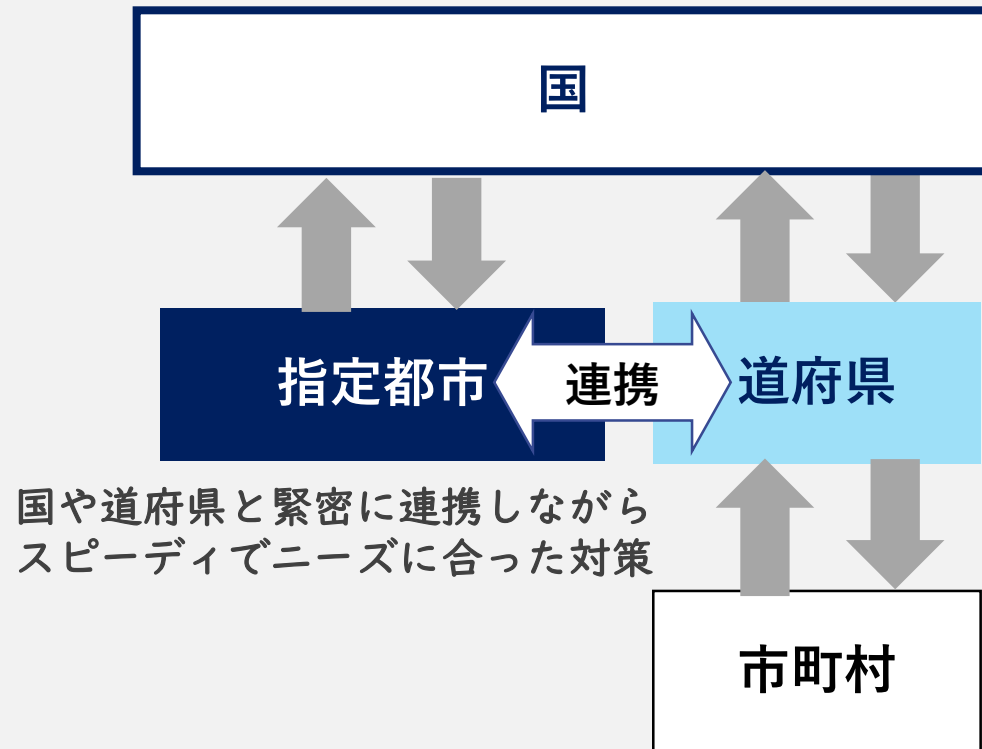 国
指定都市
連携
道府県
国や道府県と緊密に連携しながら
スピーディでニーズに合った対策
市町村